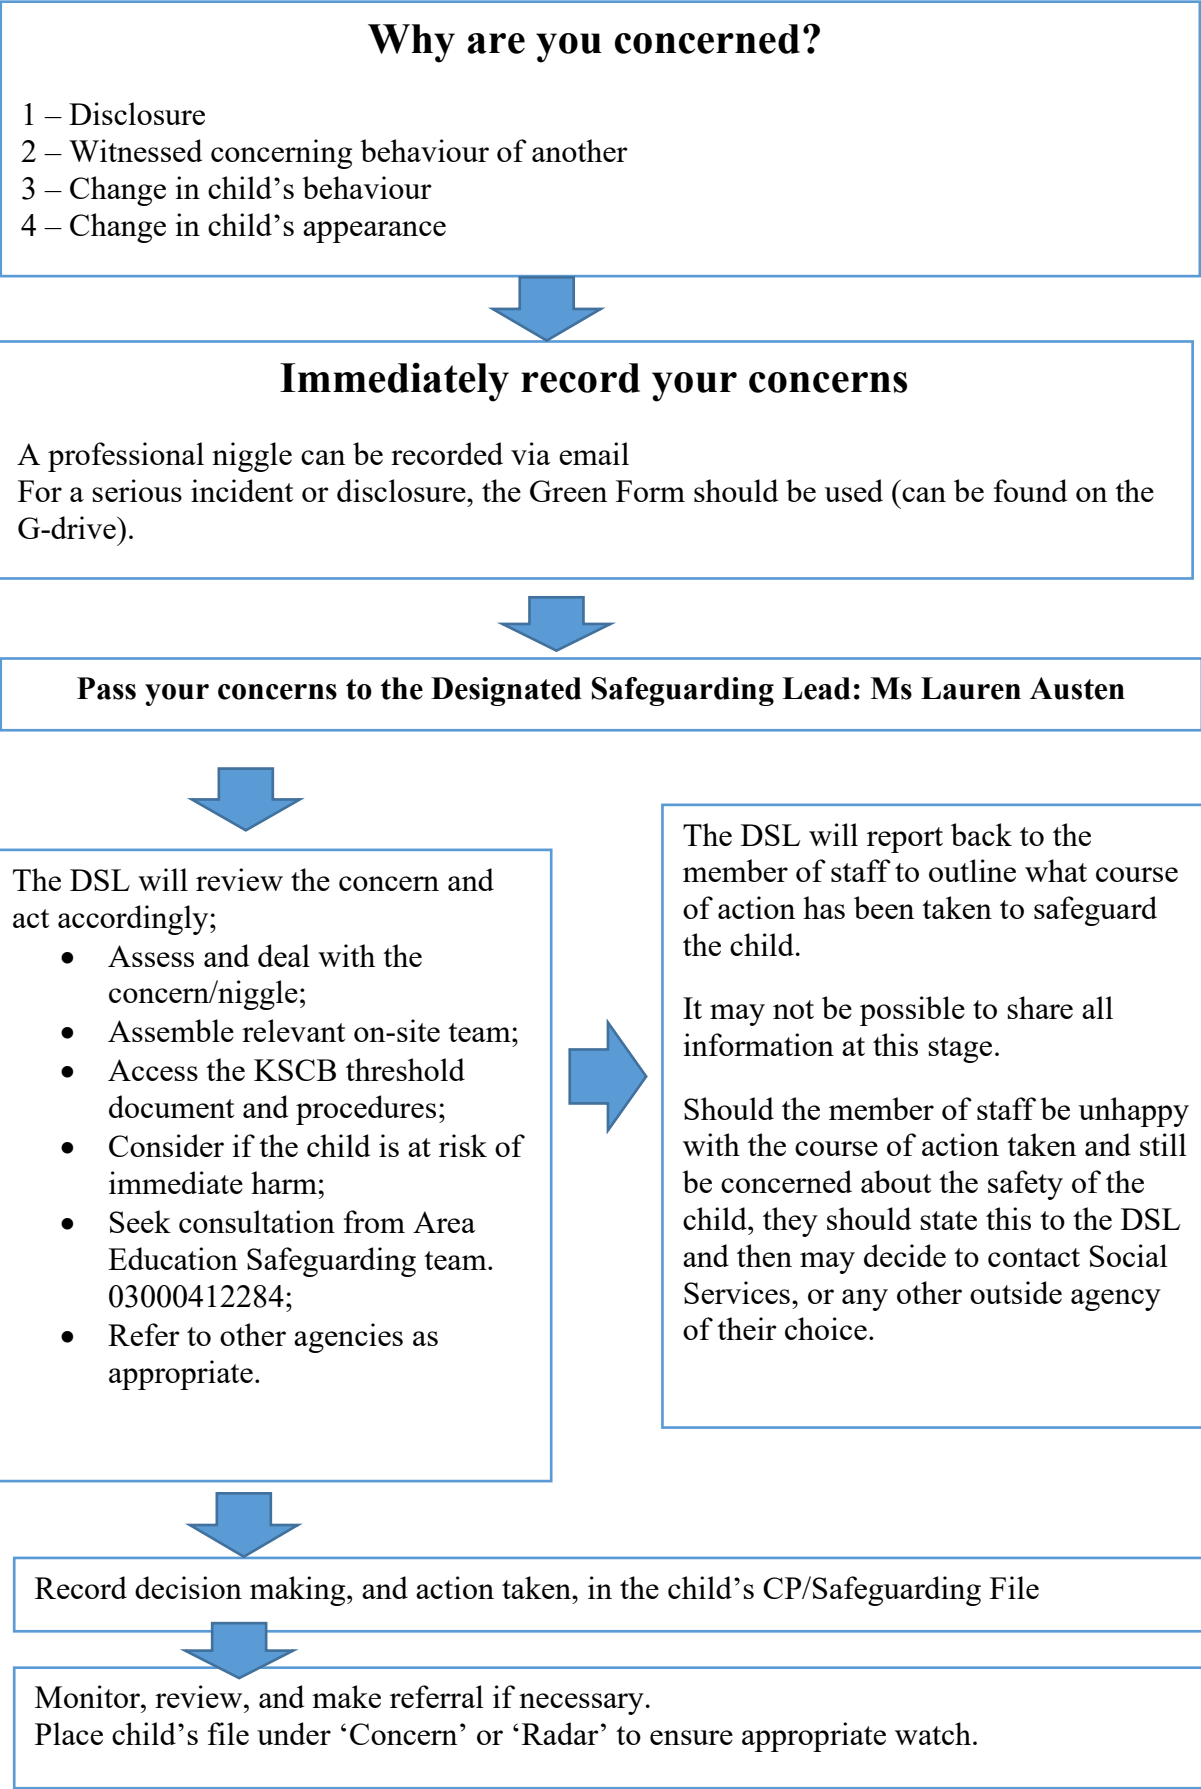 Why are you concerned?
1 – Disclosure
2 – Witnessed concerning behaviour of another
3 – Change in child’s behaviour
4 – Change in child’s appearance
Immediately record your concerns
A professional niggle can be recorded via email
For a serious incident or disclosure, the Green Form should be used (can be found on the
G-drive).
Pass your concerns to the Designated Safeguarding Lead: Ms Lauren Austen
The DSL will review the concern and
act accordingly;
• Assess and deal with the
concern/niggle;
• Assemble relevant on-site team;
• Access the KSCB threshold
document and procedures;
• Consider if the child is at risk of
immediate harm;
• Seek consultation from Area
Education Safeguarding team.
03000412284;
• Refer to other agencies as
appropriate.
The DSL will report back to the
member of staff to outline what course
of action has been taken to safeguard
the child.
It may not be possible to share all
information at this stage.
Should the member of staff be unhappy
with the course of action taken and still
be concerned about the safety of the
child, they should state this to the DSL
and then may decide to contact Social
Services, or any other outside agency
of their choice.
Record decision making, and action taken, in the child’s CP/Safeguarding File
Monitor, review, and make referral if necessary.
Place child’s file under ‘Concern’ or ‘Radar’ to ensure appropriate watch.